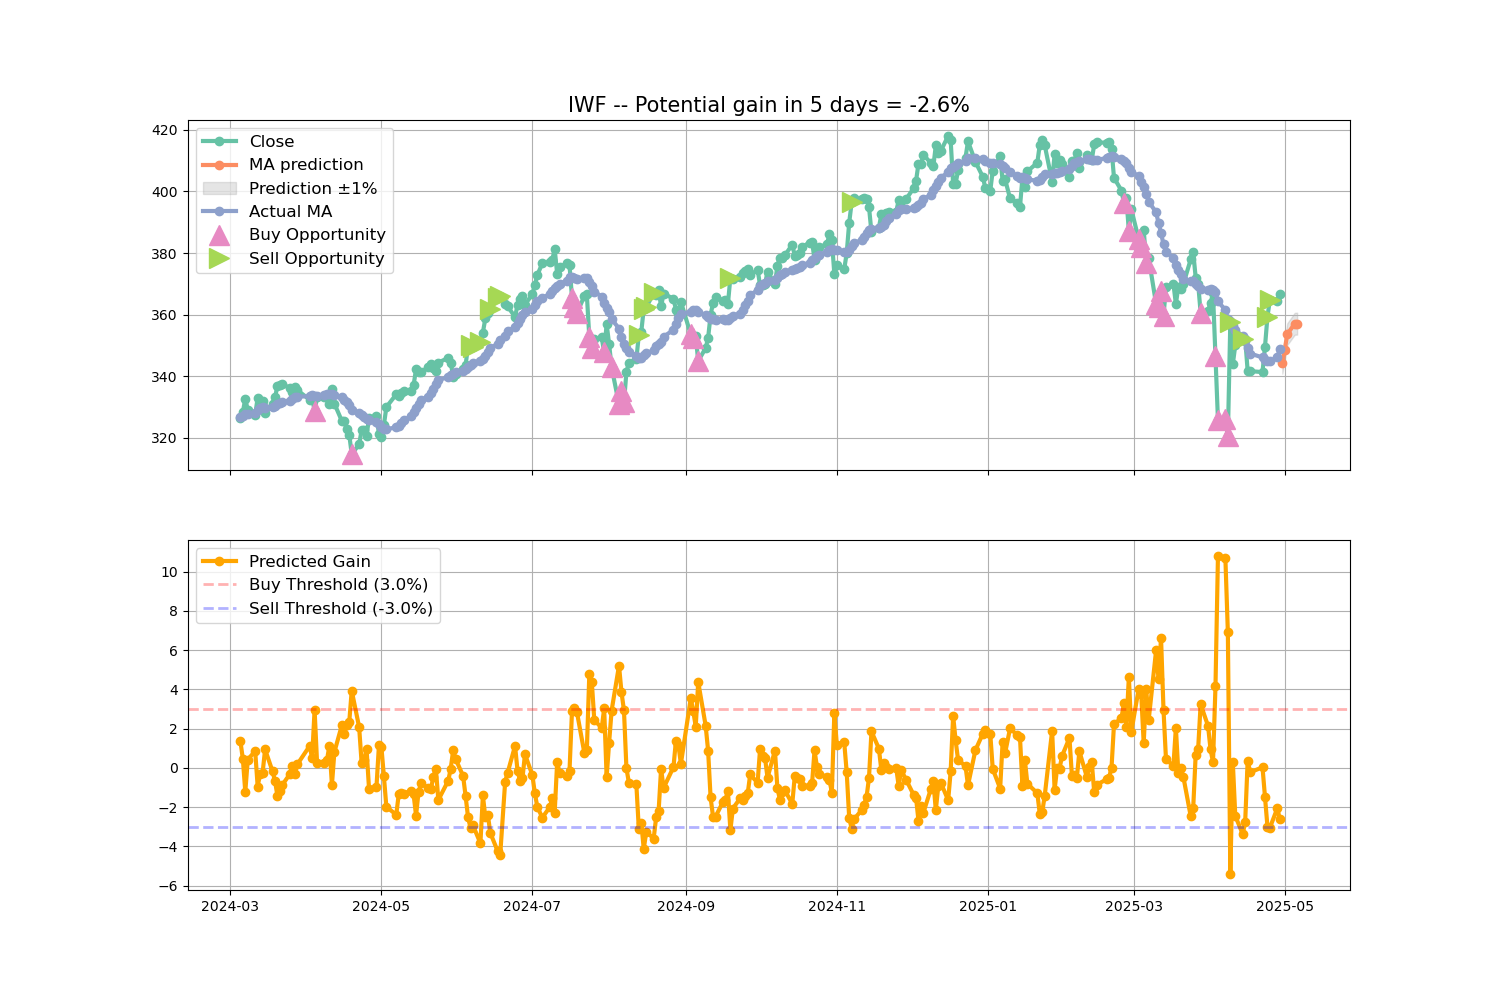 IWF -- Potential gain in 5 days = -2.6%
420
400
380
360
340
320
Close
MA prediction
Prediction ±1%
Actual MA
Buy Opportunity
Sell Opportunity
10
8
6
4
2
0
−2
−4
−6
Predicted Gain
Buy Threshold (3.0%)
Sell Threshold (-3.0%)
2024-03
2024-05
2024-07
2024-09
2024-11
2025-01
2025-03
2025-05